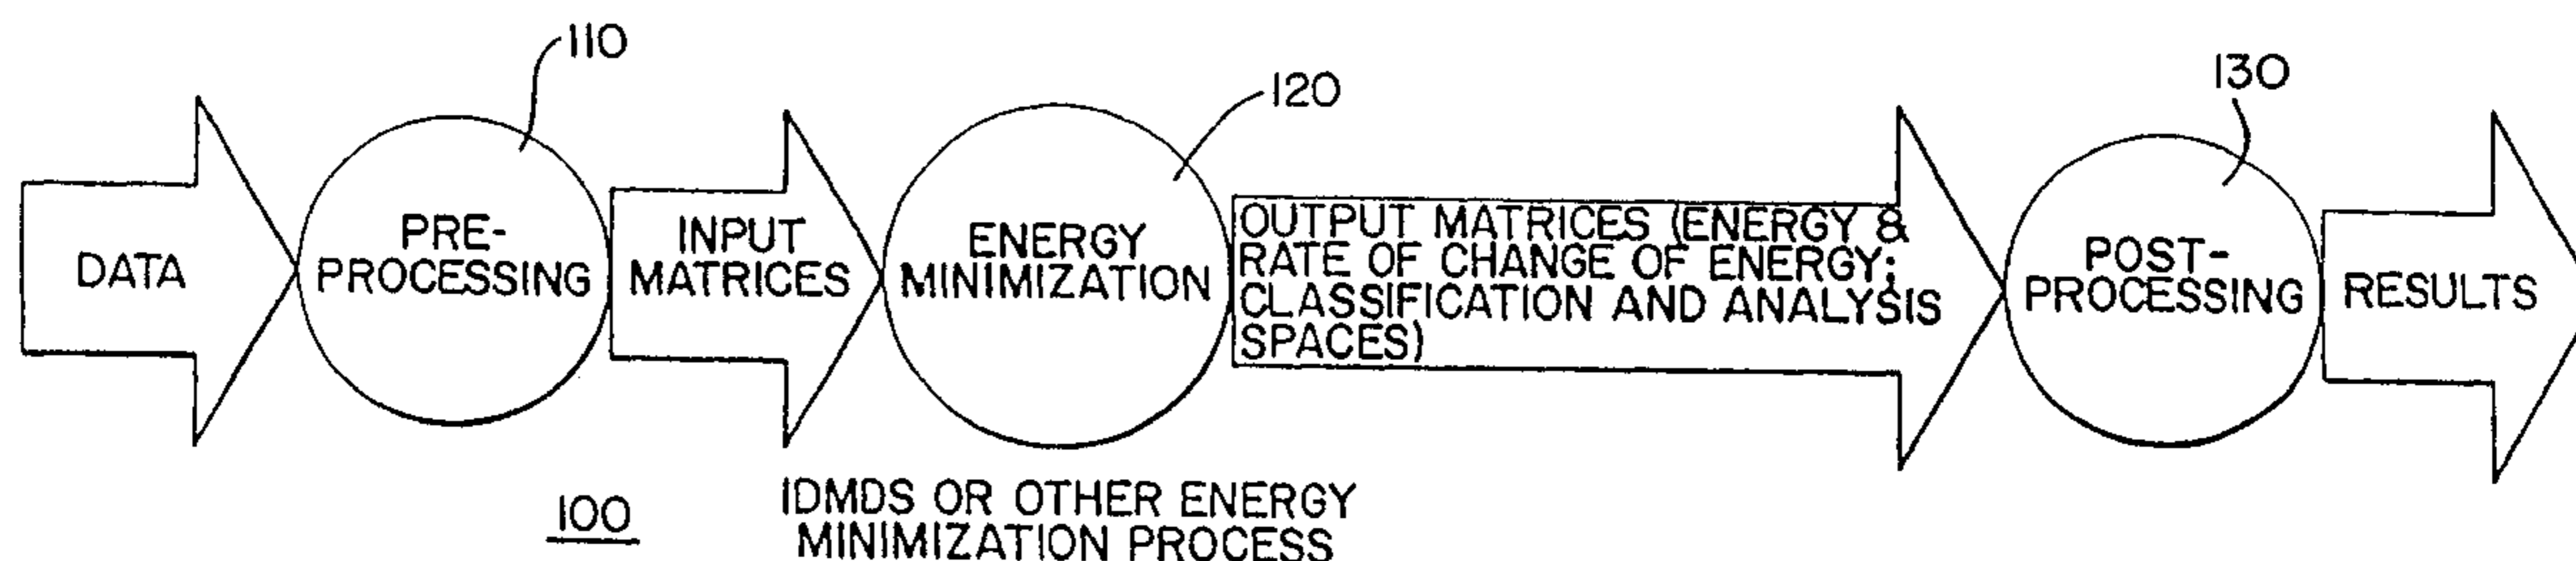 110
120
130
DATA
PRE-
PROCESSING
INPUT
MATRICES
ENERGY
MINIMIZATION
OUTPUT MATRICES (ENERGY &
RATE OF CHANGE OF ENERGY;
CLASSIFICATION AND ANALYSIS
SPACES)
POST-
PROCESSING
RESULTS
100
IDMDS OR OTHER ENERGY
MINIMIZATION PROCESS